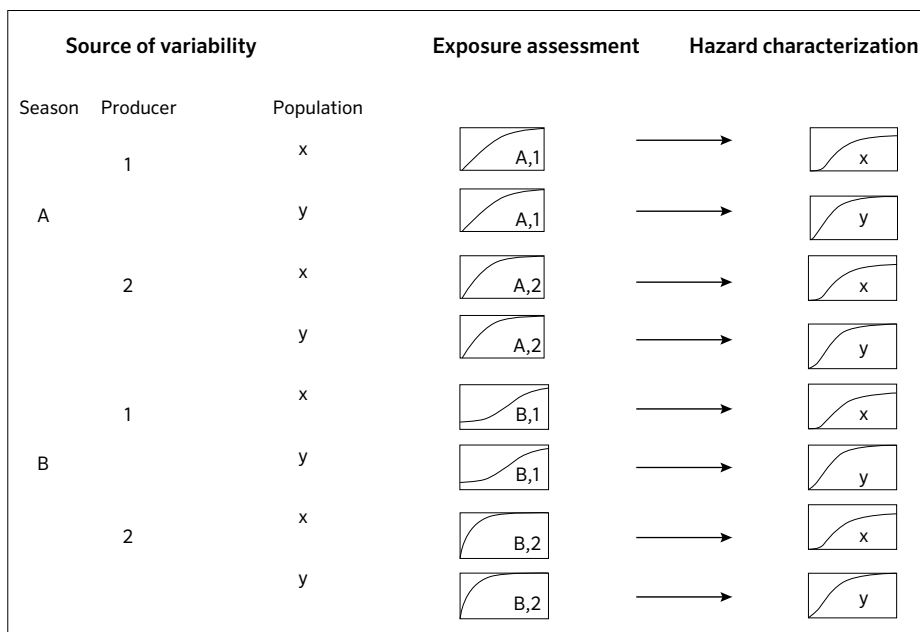 Source of variability Exposure assessment Hazard characterization
Season Producer Population
1 x A,1 x
A y A,1 y
2 x A,2 x
y A,2 y
1 x B,1 x
B y B,1 y
2 x B,2 x
y B,2 y